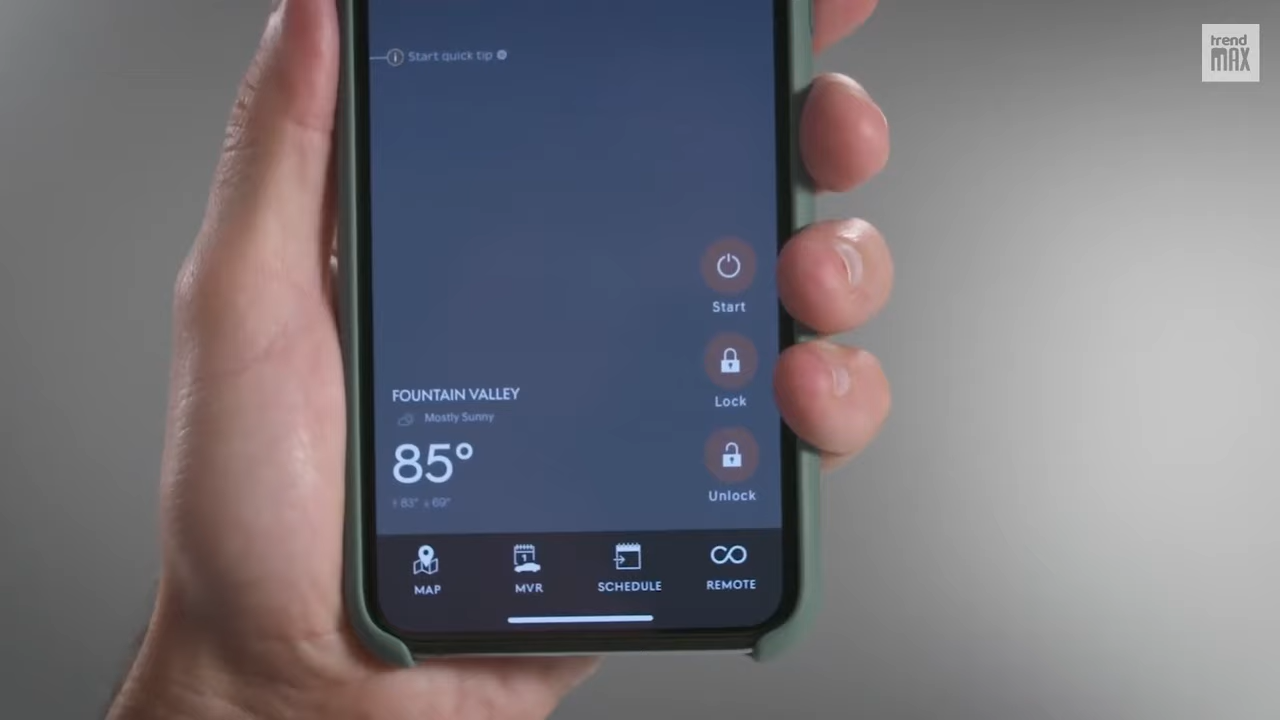 trend
MAX
Start quick tip
Start
Lock
FOUNTAIN VALLEY
Mostly Sunny
85°
83° 69°
Unlock
MAP
1
MVR
SCHEDULE
REMOTE